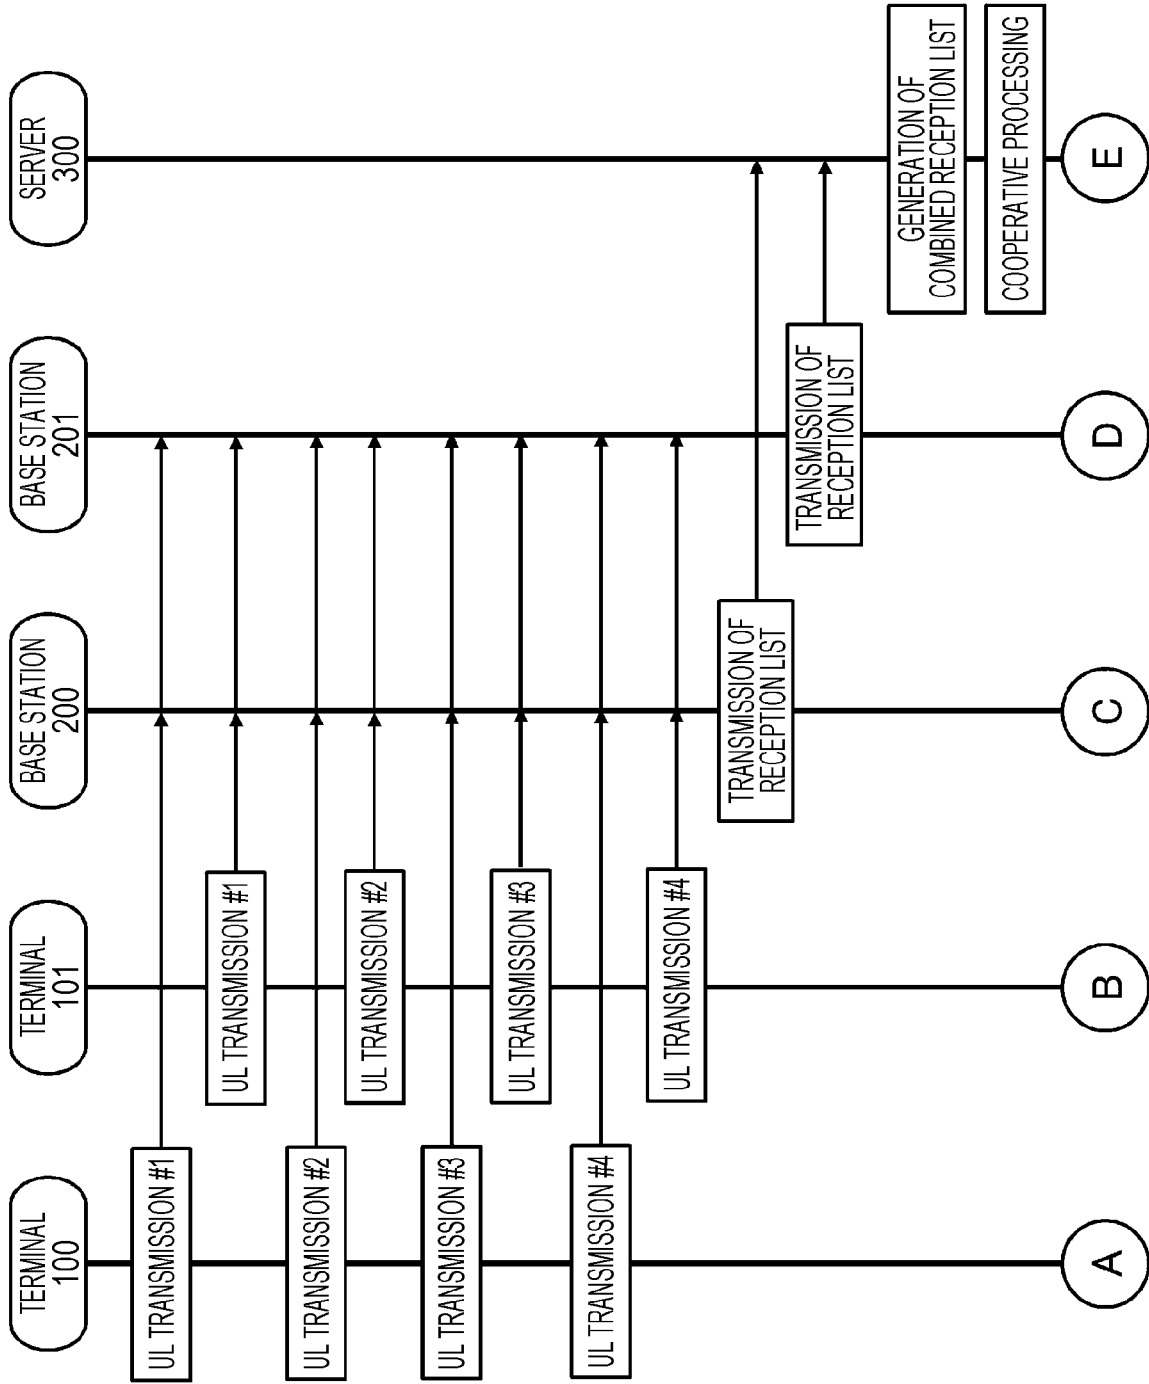 TERMINAL
100
TERMINAL
101
BASE STATION
200
BASE STATION
201
SERVER
300
UL TRANSMISSION #1
UL TRANSMISSION #1
UL TRANSMISSION #2
UL TRANSMISSION #2
UL TRANSMISSION #3
UL TRANSMISSION #3
UL TRANSMISSION #4
UL TRANSMISSION #4
TRANSMISSION OF
RECEPTION LIST
TRANSMISSION OF
RECEPTION LIST
GENERATION OF
COMBINED RECEPTION LIST
COOPERATIVE PROCESSING
A
B
C
D
E